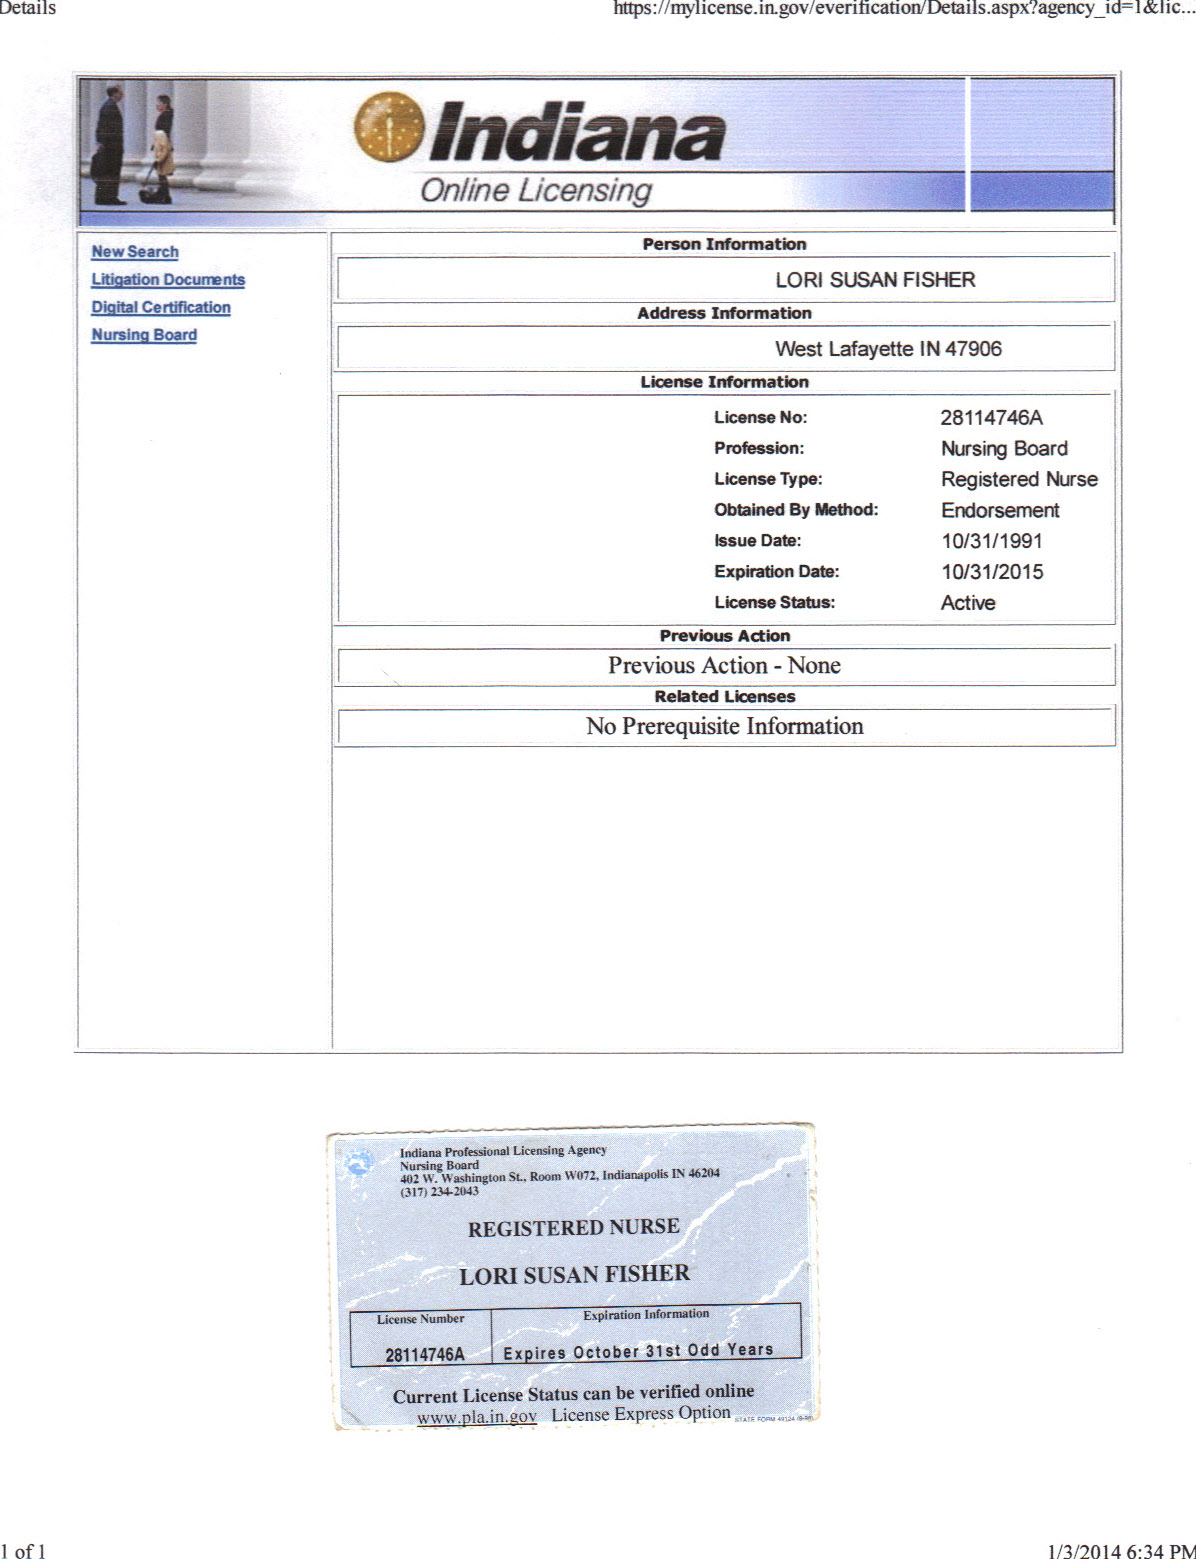 Details
https://mylicense.in.gov/everification/Details.aspx?agency_id=1&lic...
Indiana
Online Licensing
New Search
Litigation Documents
Digital Certification
Nursing Board
Person Information
LORI SUSAN FISHER
Address Information
West Lafayette IN 47906
License Information
License No: 28114746A
Profession: Nursing Board
License Type: Registered Nurse
Obtained By Method: Endorsement
Issue Date: 10/31/1991
Expiration Date: 10/31/2015
License Status: Active
Previous Action
Previous Action - None
Related Licenses
No Prerequisite Information
Indiana Professional Licensing Agency
Nursing Board
402 W. Washington St., Room W072, Indianapolis IN 46204
(317) 234-2043
REGISTERED NURSE
LORI SUSAN FISHER
License Number
Expiration Information
28114746A
Expires October 31st Odd Years
Current License Status can be verified online
www.pla.in.gov License Express Option
STATE FORM 49124
1 of 1
1/3/2014 6:34 PM